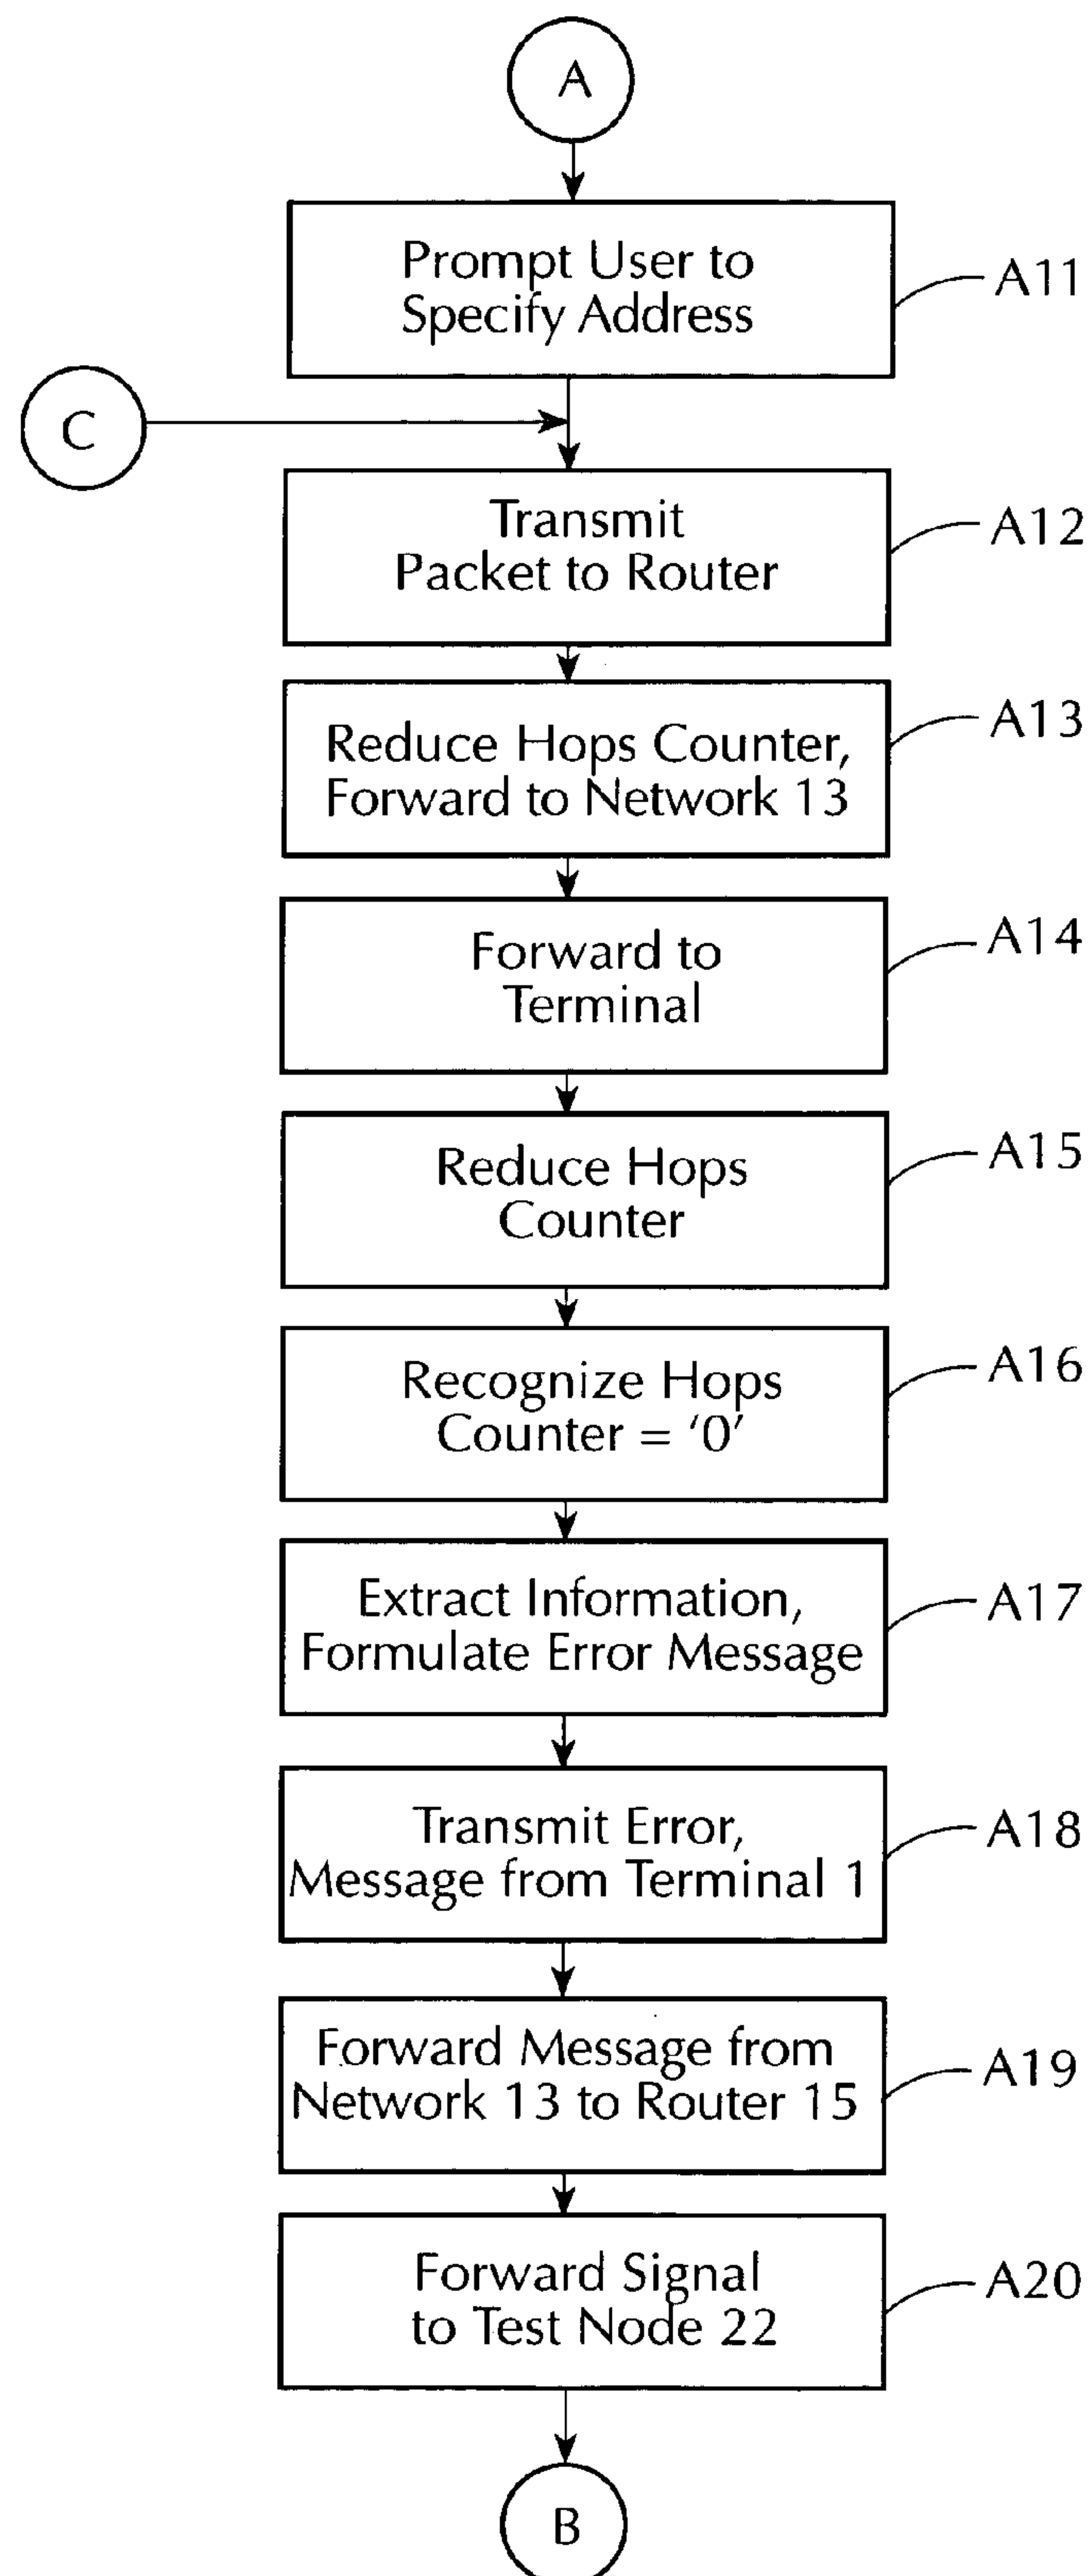 A
Prompt User to
Specify Address
A11
C
Transmit
Packet to Router
A12
Reduce Hops Counter,
Forward to Network 13
A13
Forward to
Terminal
A14
Reduce Hops
Counter
A15
Recognize Hops
Counter = '0'
A16
Extract Information,
Formulate Error Message
A17
Transmit Error,
Message from Terminal 1
A18
Forward Message from
Network 13 to Router 15
A19
Forward Signal
to Test Node 22
A20
B